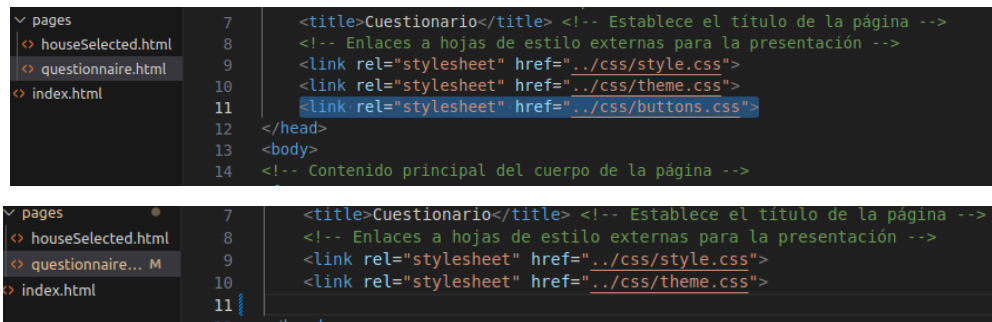 pages
houseSelected.html
questionnaire.html
index.html
7 <title>Cuestionario</title> <!-- Establece el título de la página -->
8 <!-- Enlaces a hojas de estilo externas para la presentación -->
9 <link rel="stylesheet" href="../css/style.css">
10 <link rel="stylesheet" href="../css/theme.css">
11 <link rel="stylesheet" href="../css/buttons.css">
12 </head>
13 <body>
14 <!-- Contenido principal del cuerpo de la página -->
pages
houseSelected.html
questionnaire... M
index.html
7 <title>Cuestionario</title> <!-- Establece el título de la página -->
8 <!-- Enlaces a hojas de estilo externas para la presentación -->
9 <link rel="stylesheet" href="../css/style.css">
10 <link rel="stylesheet" href="../css/theme.css">
11